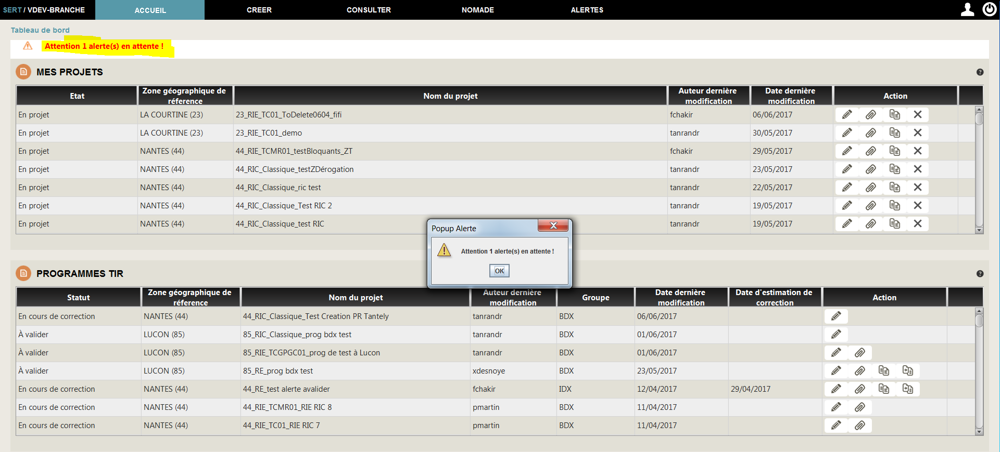 SERT / VDEV-BRANCHE ACCUEIL CREER CONSULTER NOMADE ALERTES
Tableau de bord
Attention 1 alerte(s) en attente !
MES PROJETS
Etat Zone géographique de réference Nom du projet Auteur dernière modification Date dernière modification Action
En projet LA COURTINE (23) 23_RIE_TC01_ToDelete0604_fifi fchakir 06/06/2017
En projet LA COURTINE (23) 23_RIE_TC01_demo tanrandr 30/05/2017
En projet NANTES (44) 44_RIE_TCMR01_testBloquants_ZT fchakir 29/05/2017
En projet NANTES (44) 44_RIC_Classique_testZDérogation tanrandr 23/05/2017
En projet NANTES (44) 44_RIC_Classique_ric test tanrandr 22/05/2017
En projet NANTES (44) 44_RIC_Classique_Test RIC 2 tanrandr 19/05/2017
En projet NANTES (44) 44_RIC_Classique_test RIC tanrandr 19/05/2017
Popup Alerte
Attention 1 alerte(s) en attente !
OK
PROGRAMMES TIR
Statut Zone géographique de réference Nom du projet Auteur dernière modification Groupe Date dernière modification Date d'estimation de correction Action
En cours de correction NANTES (44) 44_RIC_Classique_Test Creation PR Tantely tanrandr BDX 06/06/2017
À valider LUCON (85) 85_RIC_Classique_prog bdx test tanrandr BDX 01/06/2017
À valider LUCON (85) 85_RIE_TCGPGC01_prog de test à Lucon tanrandr BDX 01/06/2017
À valider LUCON (85) 85_RE_prog bdx test xdesnoye BDX 23/05/2017
En cours de correction NANTES (44) 44_RE_test alerte avalider fchakir IDX 12/04/2017 29/04/2017
En cours de correction NANTES (44) 44_RIE_TCMR01_RIE RIC 8 pmartin BDX 11/04/2017
En cours de correction NANTES (44) 44_RIE_TC01_RIE RIC 7 pmartin BDX 11/04/2017